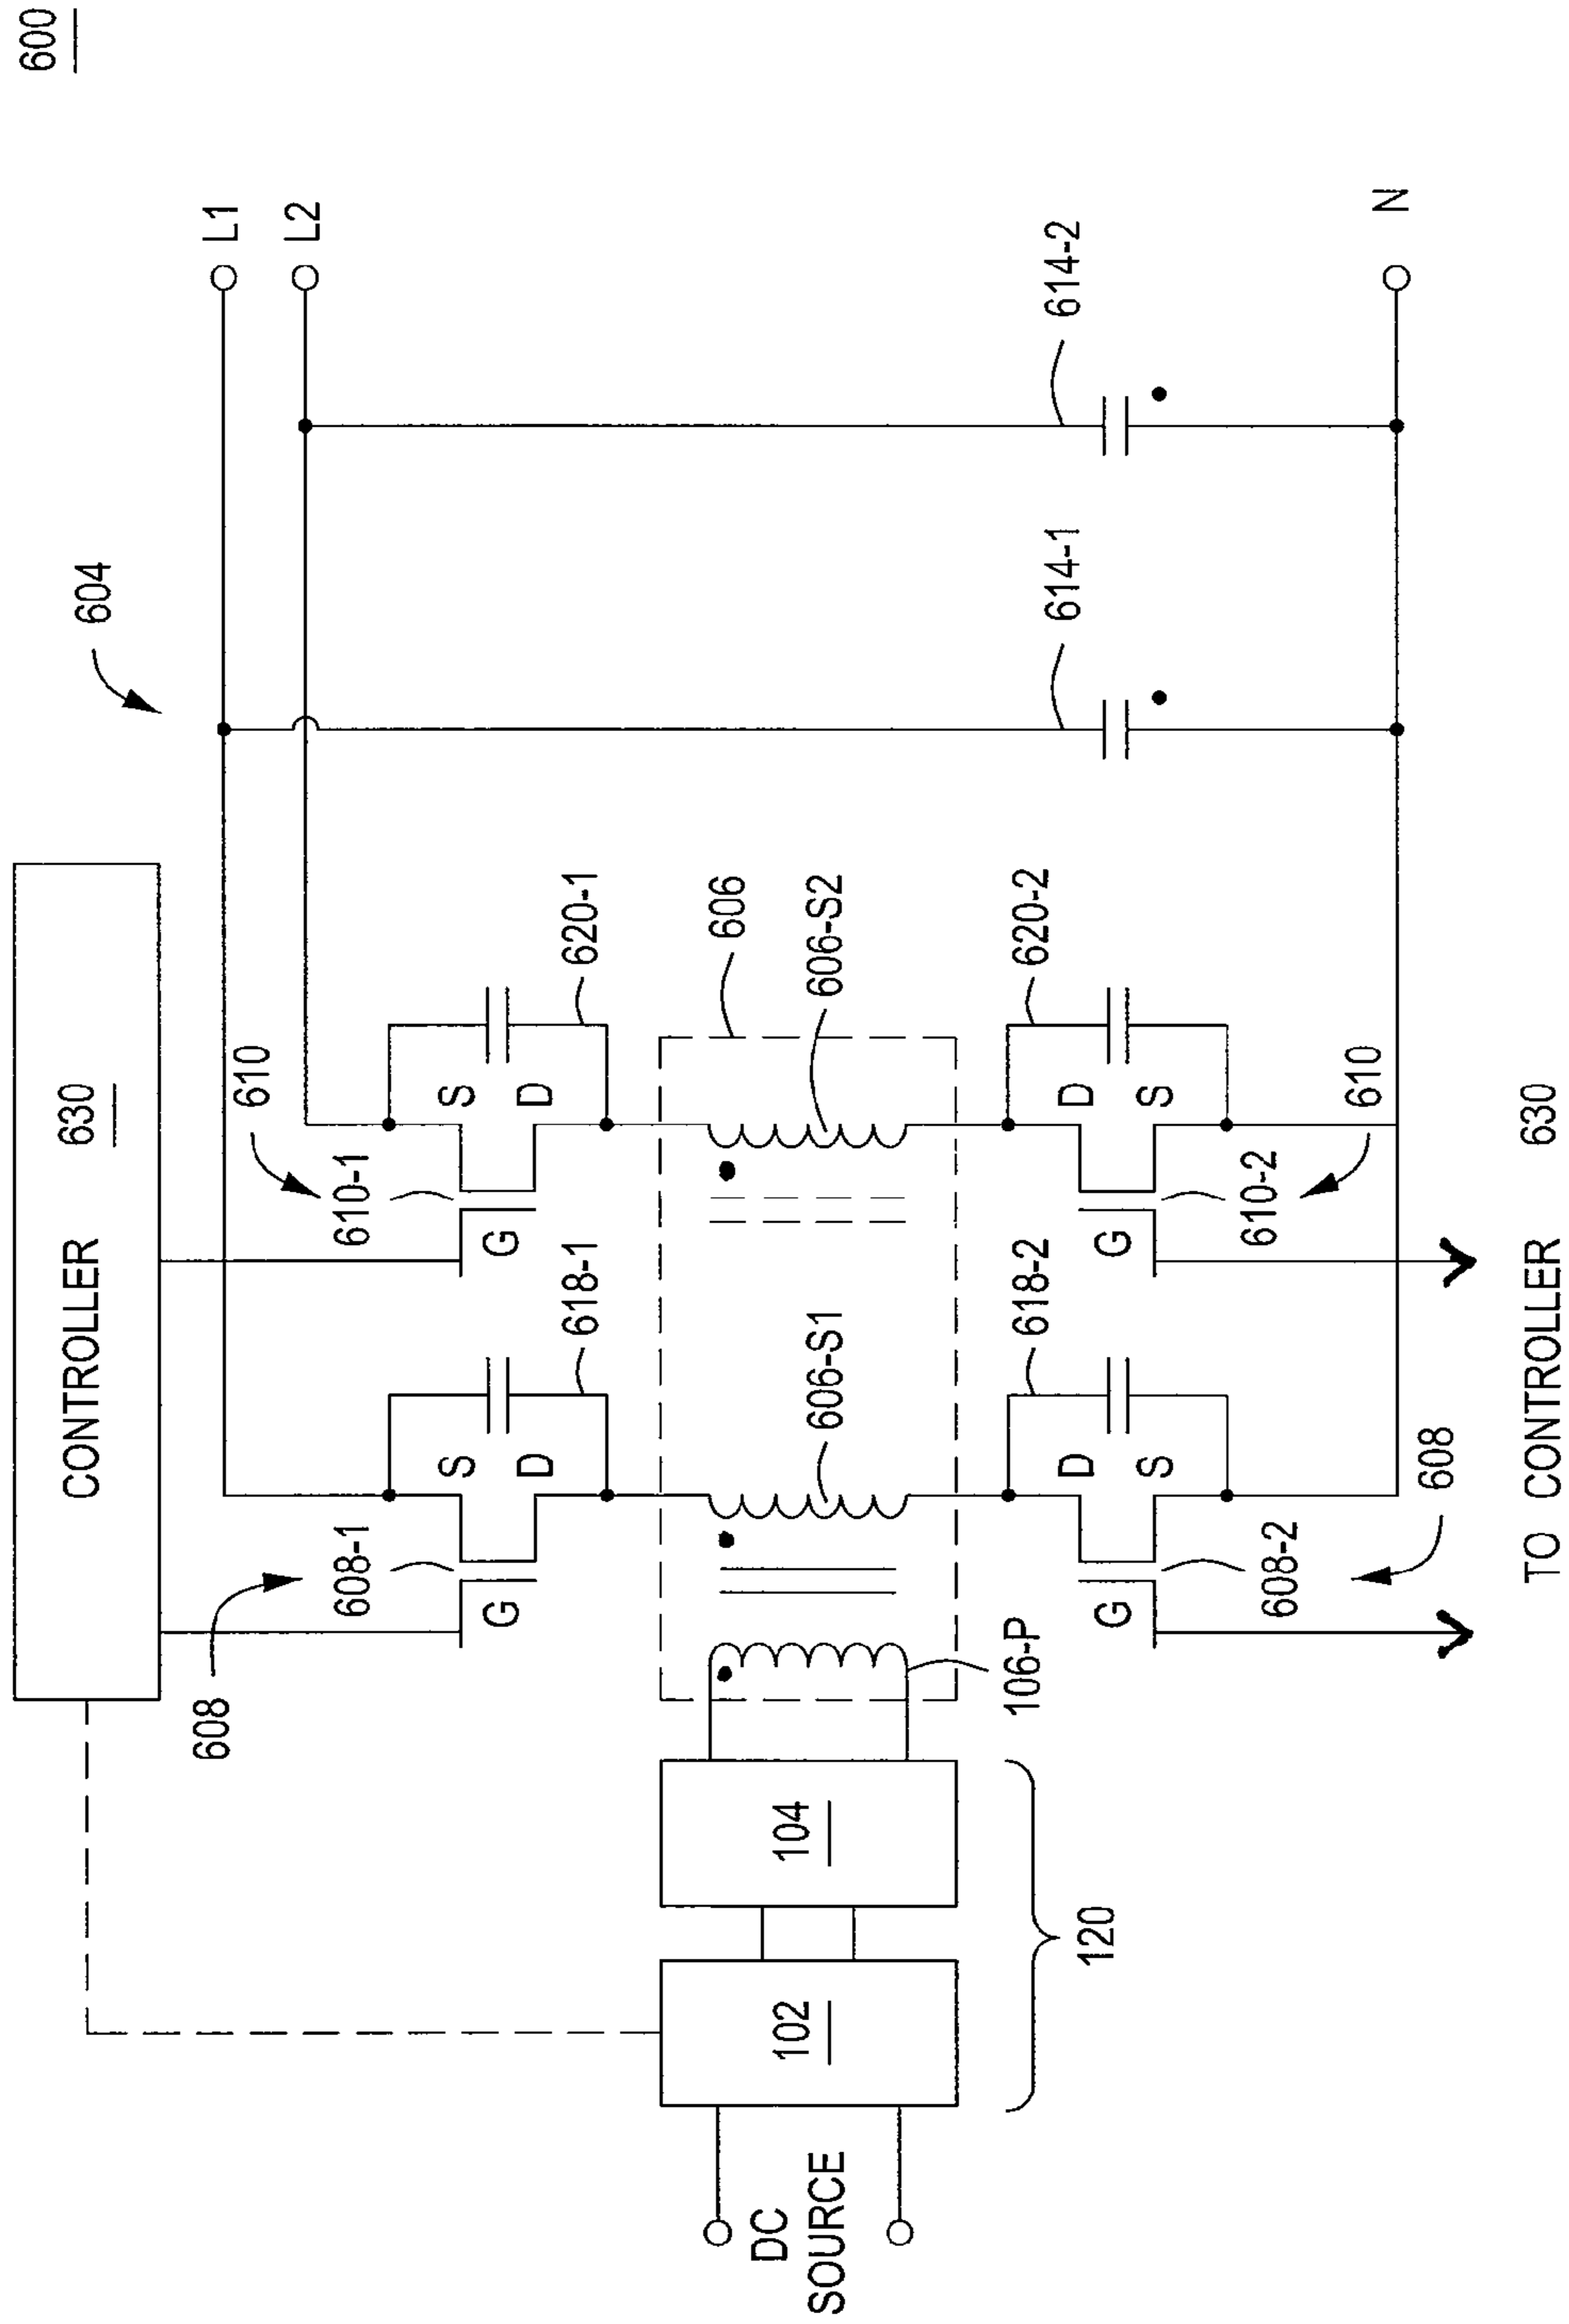 600
CONTROLLER 630
604
L1
L2
608
610
608-1
S
D
G
618-1
610-1
S
D
G
620-1
614-1
614-2
DC SOURCE
102
104
120
106-P
606-S1
606
606-S2
D
S
G
618-2
608-2
608
D
S
G
620-2
610-2
610
N
TO CONTROLLER 630